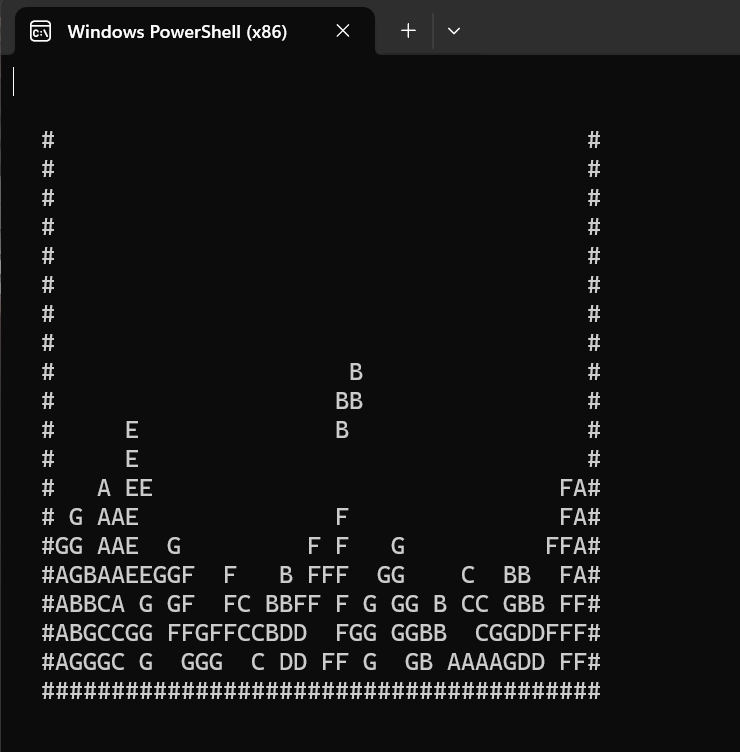 Windows PowerShell (x86)
#                                      #
#                                      #
#                                      #
#                                      #
#                                      #
#                                      #
#                                      #
#                                      #
#                     B                #
#                    BB                #
#     E              B                 #
#     E                                #
#   A EE                             FA#
# G AAE              F               FA#
#GG AAE  G         F F   G          FFA#
#AGBAAEEGGF  F   B FFF  GG    C  BB  FA#
#ABBCA G GF  FC BBFF F G GG B CC GBB FF#
#ABGCCGG FFGFFCCBDD  FGG GGBB  CGGDDFFF#
#AGGGC G  GGG  C DD FF G  GB AAAAGDD FF#
########################################